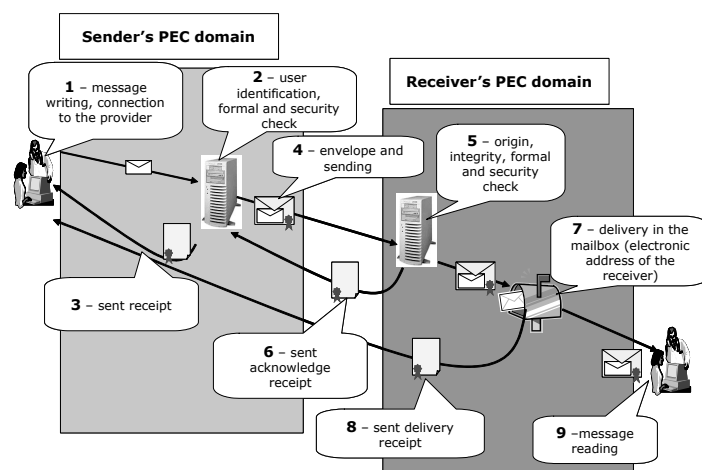 Sender's PEC domain
Receiver's PEC domain
1 – message
writing, connection
to the provider
2 – user
identification,
formal and security
check
3 – sent receipt
4 – envelope and
sending
5 – origin,
integrity, formal
and security
check
6 – sent
acknowledge
receipt
7 – delivery in the
mailbox (electronic
address of the
receiver)
8 – sent delivery
receipt
9 –message
reading